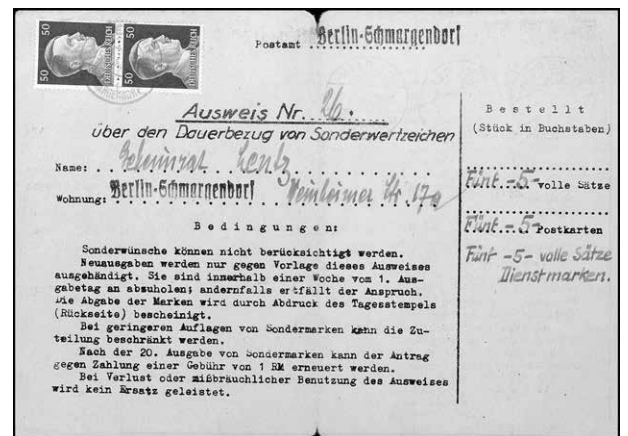 50 50
DEUTSCHES REICH DEUTSCHES REICH
50 50
Postamt Berlin-Schmargendorf
Ausweis Nr. 26.
über den Dauerbezug von Sonderwertzeichen
Name: Geheimrat Lentz
Wohnung: Berlin-Schmargendorf Weinheimer Str. 17a
Bedingungen:
Sonderwünsche können nicht berücksichtigt werden.
Neuausgaben werden nur gegen Vorlage dieses Ausweises
ausgehändigt. Sie sind innerhalb einer Woche vom 1. Aus-
gabetag an abzuholen; andernfalls entfällt der Anspruch.
Die Abgabe der Marken wird durch Abdruck des Tagesstempels
(Rückseite) bescheinigt.
Bei geringeren Auflagen von Sondermarken kann die Zu-
teilung beschränkt werden.
Nach der 20. Ausgabe von Sondermarken kann der Antrag
gegen Zahlung einer Gebühr von 1 RM erneuert werden.
Bei Verlust oder mißbräuchlicher Benutzung des Ausweises
wird kein Ersatz geleistet.
Bestellt
(Stück in Buchstaben)
Fünf -5- volle Sätze
Fünf -5- Postkarten
Fünf -5- volle Sätze
Dienstmarken.